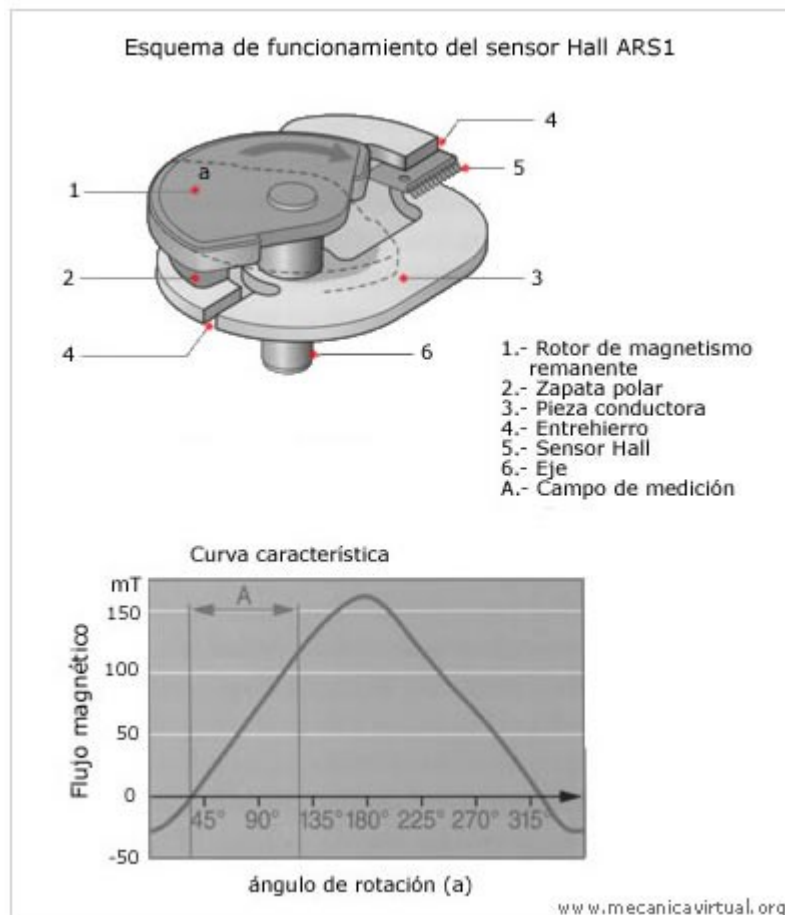 Esquema de funcionamiento del sensor Hall ARS1
4
5
a
1
2
3
4
6
1.- Rotor de magnetismo
remanente
2.- Zapata polar
3.- Pieza conductora
4.- Entrehierro
5.- Sensor Hall
6.- Eje
A.- Campo de medición
Curva característica
mT
A
150
100
50
0
-50
Flujo magnético
45° 90° 135° 180° 225° 270° 315°
ángulo de rotación (a)
www.mecanicavirtual.org